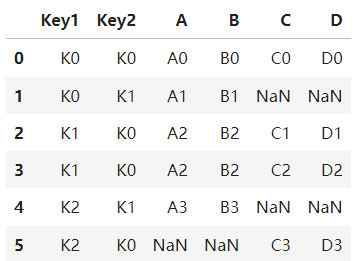 Key1 Key2 A B C D
0 K0 K0 A0 B0 C0 D0
1 K0 K1 A1 B1 NaN NaN
2 K1 K0 A2 B2 C1 D1
3 K1 K0 A2 B2 C2 D2
4 K2 K1 A3 B3 NaN NaN
5 K2 K0 NaN NaN C3 D3